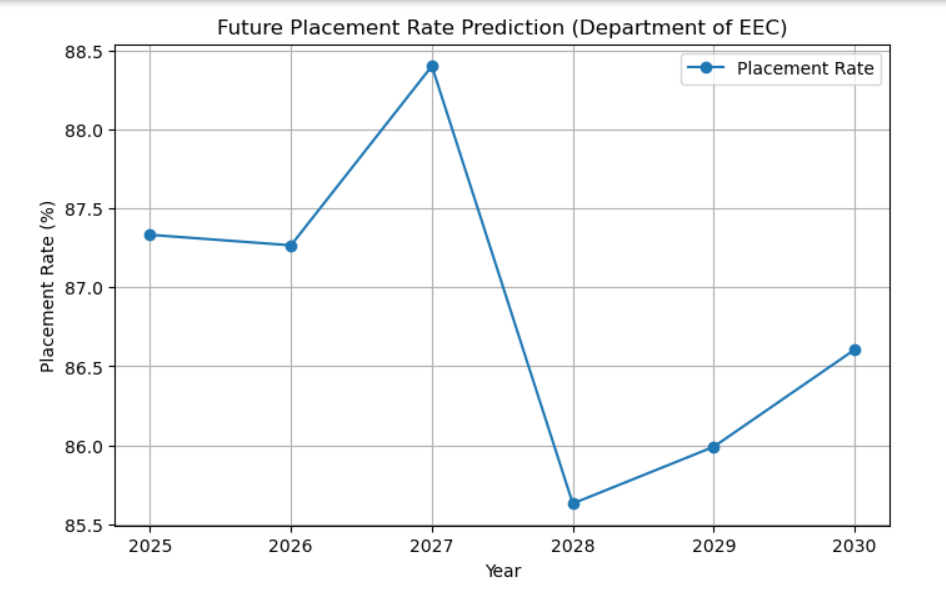 Future Placement Rate Prediction (Department of EEC)
Placement Rate
88.5
88.0
87.5
87.0
86.5
86.0
85.5
Placement Rate (%)
2025 2026 2027 2028 2029 2030
Year